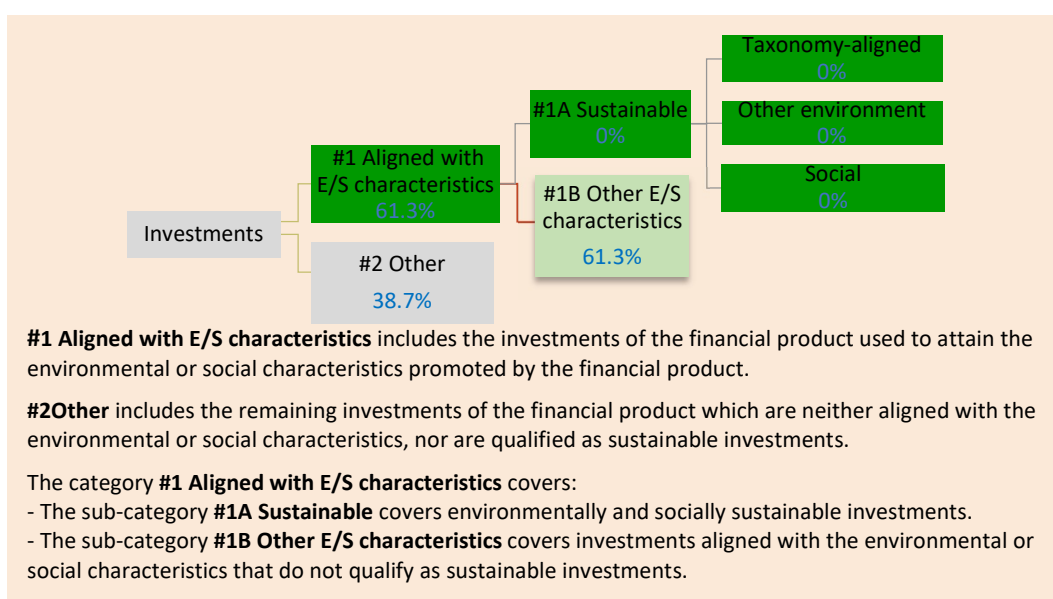 Taxonomy-aligned
0%
#1A Sustainable
0%
Other environment
0%
#1 Aligned with
E/S characteristics
61.3%
Social
0%
#1B Other E/S
characteristics
61.3%
Investments
#2 Other
38.7%
#1 Aligned with E/S characteristics includes the investments of the financial product used to attain the
environmental or social characteristics promoted by the financial product.
#2Other includes the remaining investments of the financial product which are neither aligned with the
environmental or social characteristics, nor are qualified as sustainable investments.
The category #1 Aligned with E/S characteristics covers:
- The sub-category #1A Sustainable covers environmentally and socially sustainable investments.
- The sub-category #1B Other E/S characteristics covers investments aligned with the environmental or
social characteristics that do not qualify as sustainable investments.